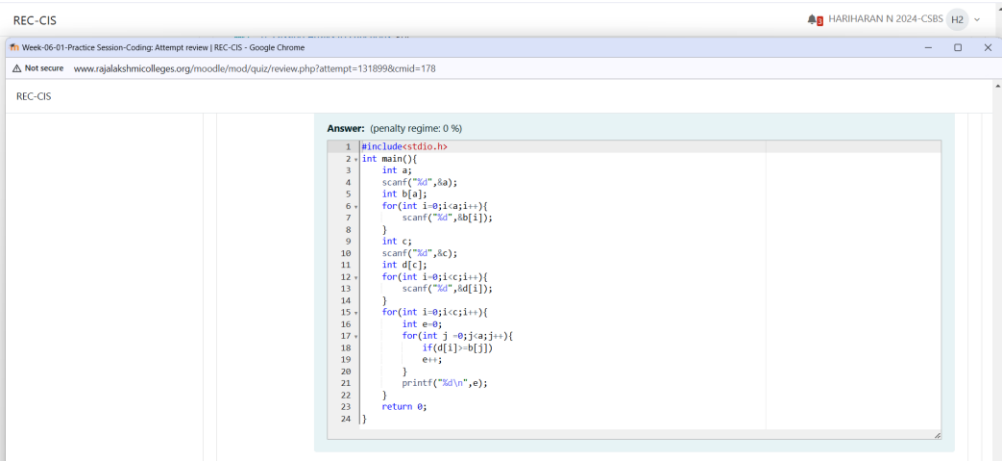 REC-CIS
HARIHARAN N 2024-CSBS H2
Week-06-01-Practice Session-Coding: Attempt review | REC-CIS - Google Chrome
Not secure www.rajalakshmicolleges.org/moodle/mod/quiz/review.php?attempt=131899&cmid=178
REC-CIS
Answer: (penalty regime: 0 %)
1 #include<stdio.h>
2 int main(){
3 int a;
4 scanf("%d",&a);
5 int b[a];
6 for(int i=0;i<a;i++){
7 scanf("%d",&b[i]);
8 }
9 int c;
10 scanf("%d",&c);
11 int d[c];
12 for(int i=0;i<c;i++){
13 scanf("%d",&d[i]);
14 }
15 for(int i=0;i<c;i++){
16 int e=0;
17 for(int j =0;j<a;j++){
18 if(d[i]>=b[j])
19 e++;
20 }
21 printf("%d\n",e);
22 }
23 return 0;
24 }